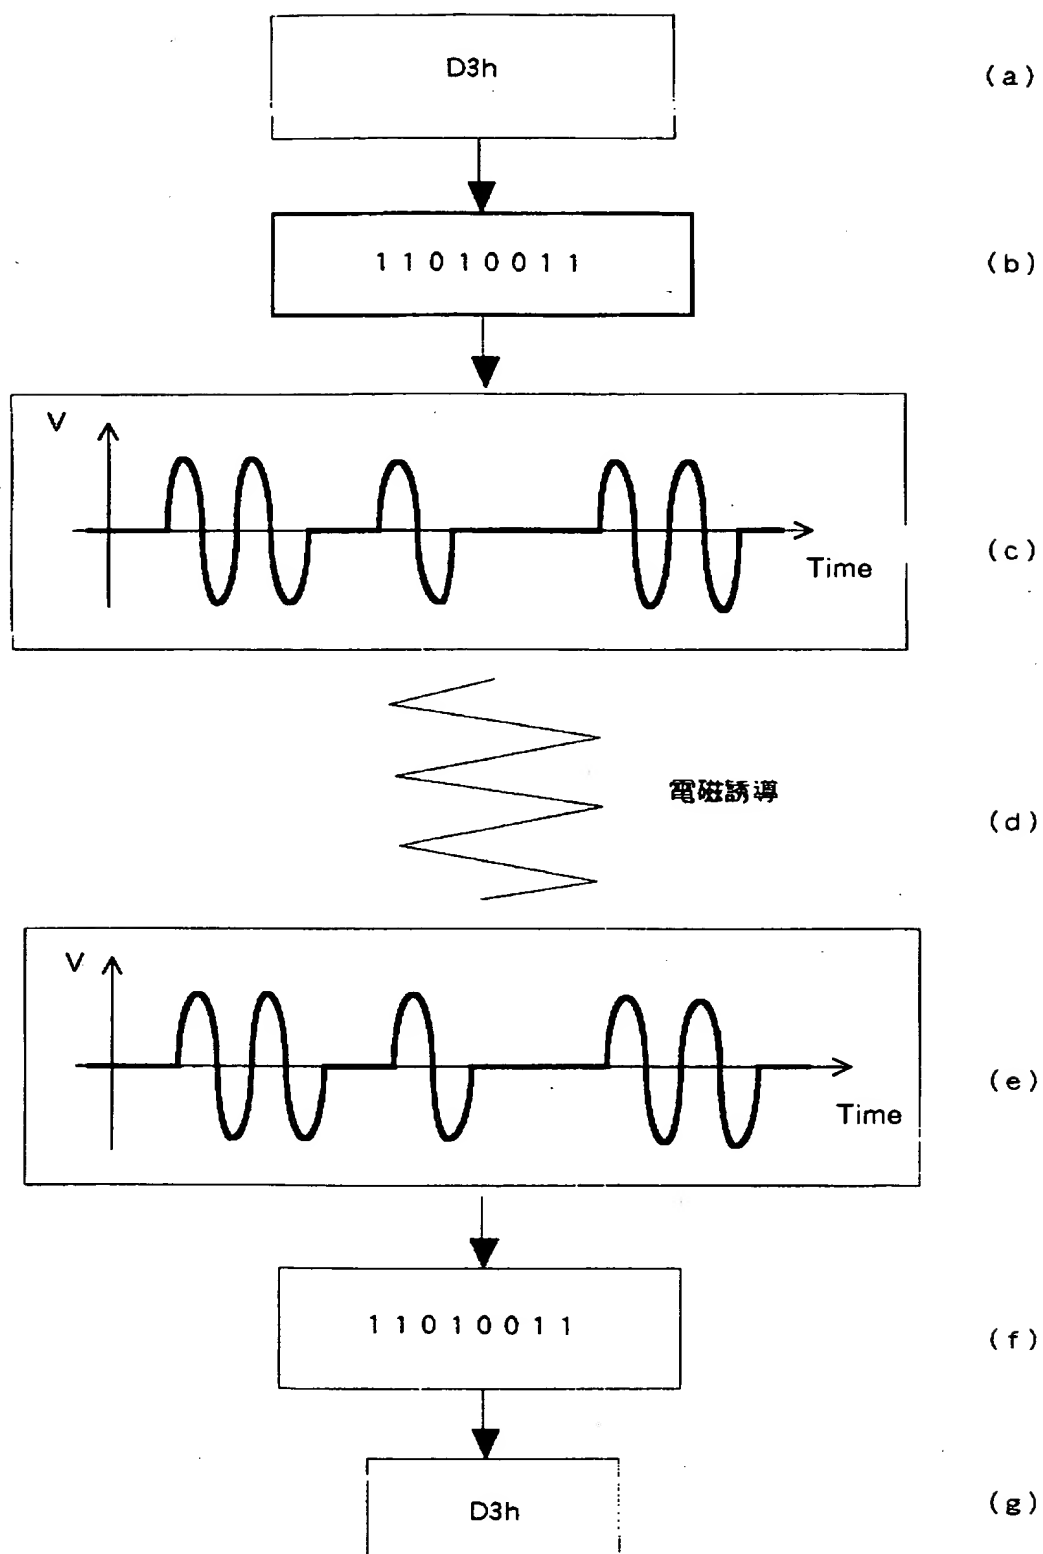 D3h
(a)
1 1 0 1 0 0 1 1
(b)
V
Time
(c)
電磁誘導
(d)
V
Time
(e)
1 1 0 1 0 0 1 1
(f)
D3h
(g)